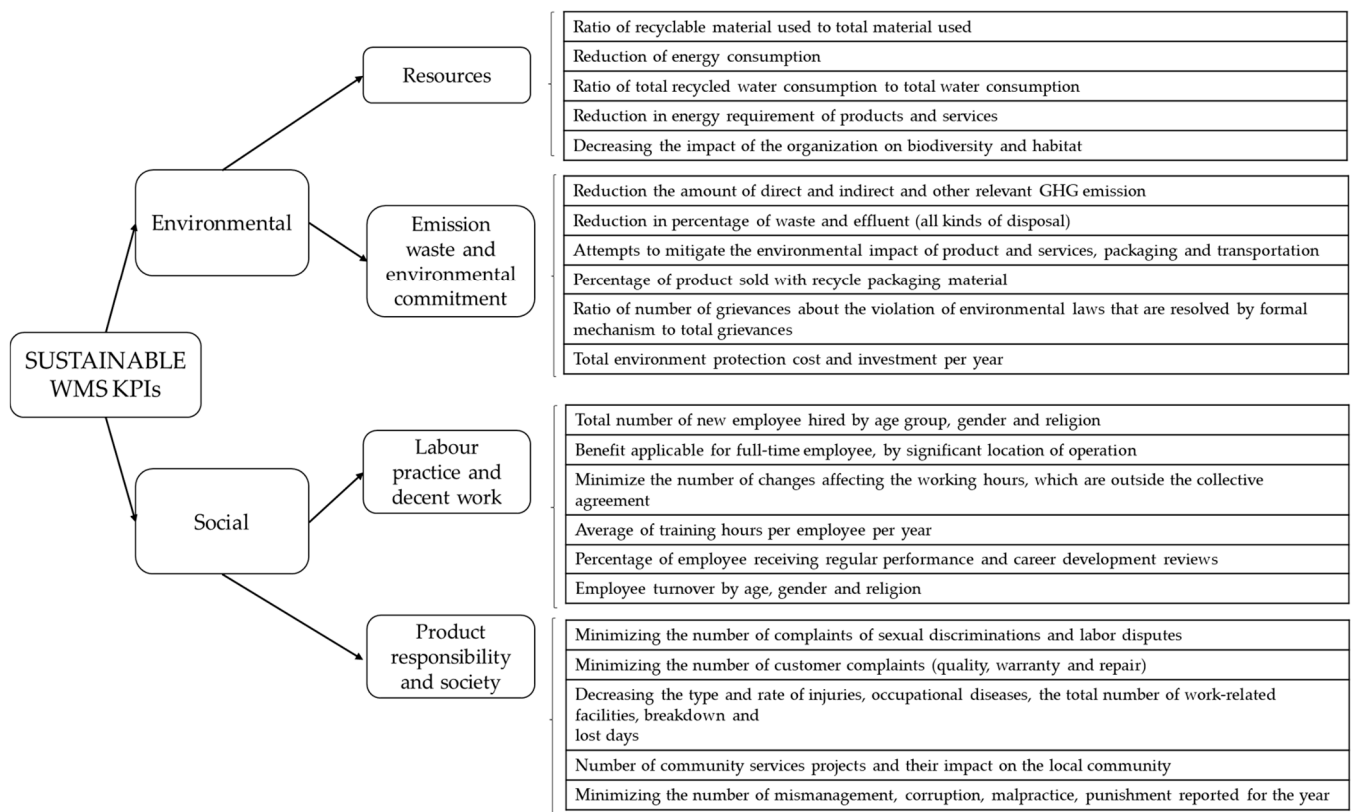 SUSTAINABLE
WMS KPIs
Environmental
Social
Resources
Emission
waste and
environmental
commitment
Labour
practice and
decent work
Product
responsibility
and society
Ratio of recyclable material used to total material used
Reduction of energy consumption
Ratio of total recycled water consumption to total water consumption
Reduction in energy requirement of products and services
Decreasing the impact of the organization on biodiversity and habitat
Reduction the amount of direct and indirect and other relevant GHG emission
Reduction in percentage of waste and effluent (all kinds of disposal)
Attempts to mitigate the environmental impact of product and services, packaging and transportation
Percentage of product sold with recycle packaging material
Ratio of number of grievances about the violation of environmental laws that are resolved by formal
mechanism to total grievances
Total environment protection cost and investment per year
Total number of new employee hired by age group, gender and religion
Benefit applicable for full-time employee, by significant location of operation
Minimize the number of changes affecting the working hours, which are outside the collective
agreement
Average of training hours per employee per year
Percentage of employee receiving regular performance and career development reviews
Employee turnover by age, gender and religion
Minimizing the number of complaints of sexual discriminations and labor disputes
Minimizing the number of customer complaints (quality, warranty and repair)
Decreasing the type and rate of injuries, occupational diseases, the total number of work-related
facilities, breakdown and
lost days
Number of community services projects and their impact on the local community
Minimizing the number of mismanagement, corruption, malpractice, punishment reported for the year